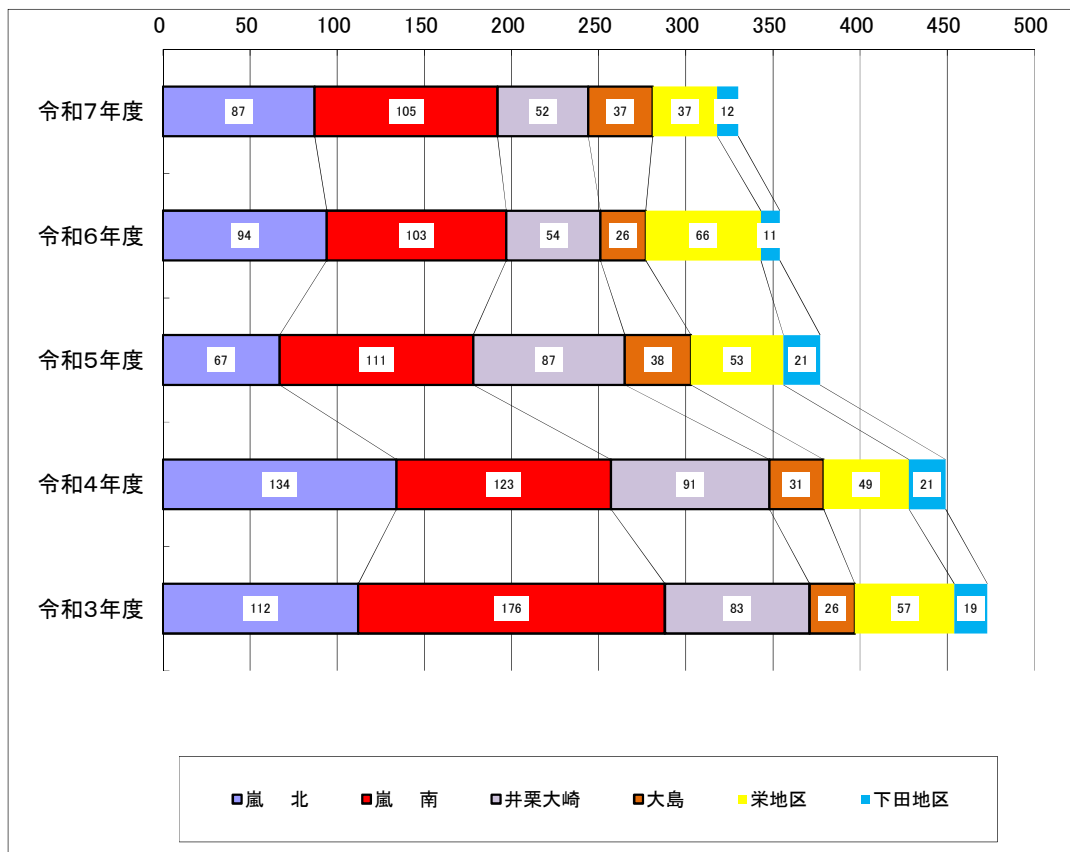 0 50 100 150 200 250 300 350 400 450 500
令和7年度 87 105 52 37 37 12
令和6年度 94 103 54 26 66 11
令和5年度 67 111 87 38 53 21
令和4年度 134 123 91 31 49 21
令和3年度 112 176 83 26 57 19
嵐　北 嵐　南 井栗大崎 大島 栄地区 下田地区